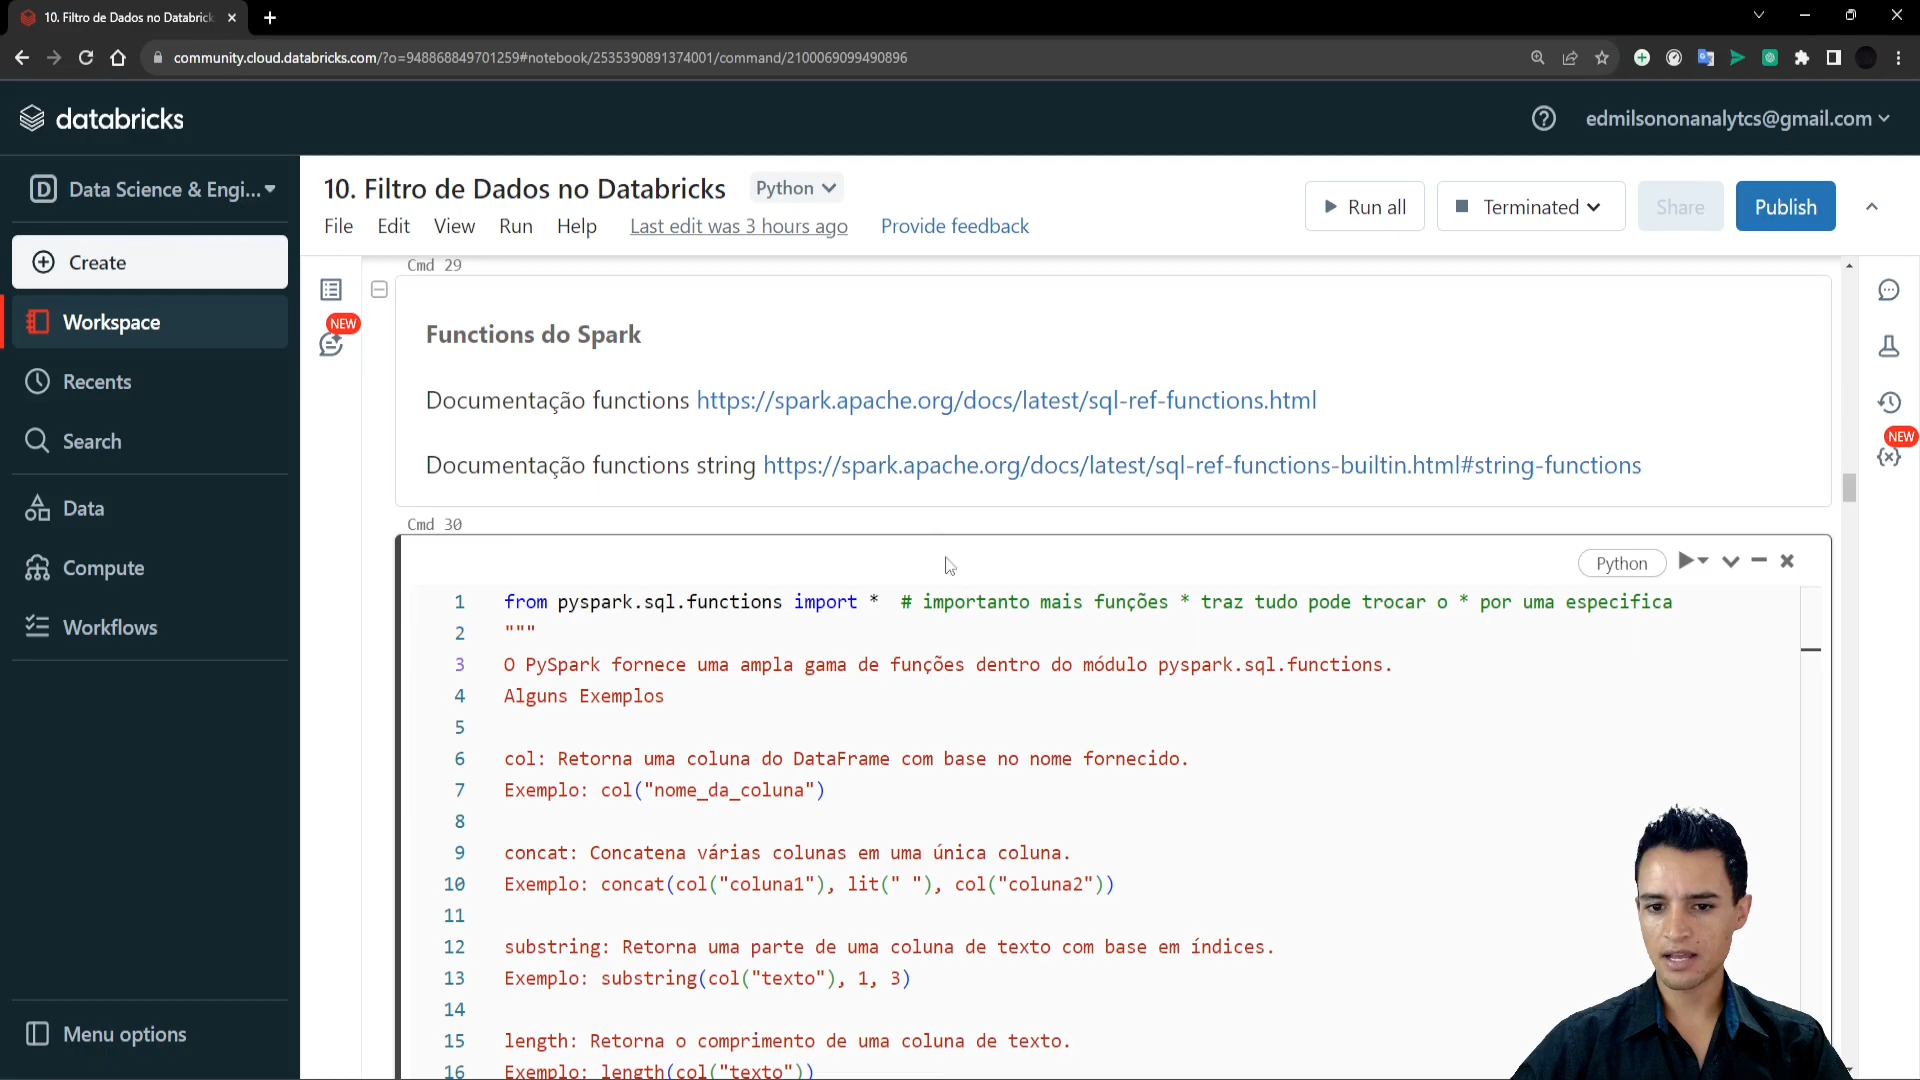 10. Filtro de Dados no Databrick
community.cloud.databricks.com/?o=948868849701259#notebook/2535390891374001/command/2100069099490896
databricks
edmilsononanalytcs@gmail.com
D Data Science & Engi...
Create
Workspace
Recents
Search
Data
Compute
Workflows
Menu options
10. Filtro de Dados no Databricks Python
File Edit View Run Help Last edit was 3 hours ago Provide feedback
Run all Terminated Share Publish
NEW
NEW
Cmd 29
Functions do Spark
Documentação functions https://spark.apache.org/docs/latest/sql-ref-functions.html
Documentação functions string https://spark.apache.org/docs/latest/sql-ref-functions-builtin.html#string-functions
Cmd 30
Python
1 from pyspark.sql.functions import * # importanto mais funções * traz tudo pode trocar o * por uma especifica
2 """
3 O PySpark fornece uma ampla gama de funções dentro do módulo pyspark.sql.functions.
4 Alguns Exemplos
5
6 col: Retorna uma coluna do DataFrame com base no nome fornecido.
7 Exemplo: col("nome_da_coluna")
8
9 concat: Concatena várias colunas em uma única coluna.
10 Exemplo: concat(col("coluna1"), lit(" "), col("coluna2"))
11
12 substring: Retorna uma parte de uma coluna de texto com base em índices.
13 Exemplo: substring(col("texto"), 1, 3)
14
15 length: Retorna o comprimento de uma coluna de texto.
16 Exemplo: length(col("texto"))